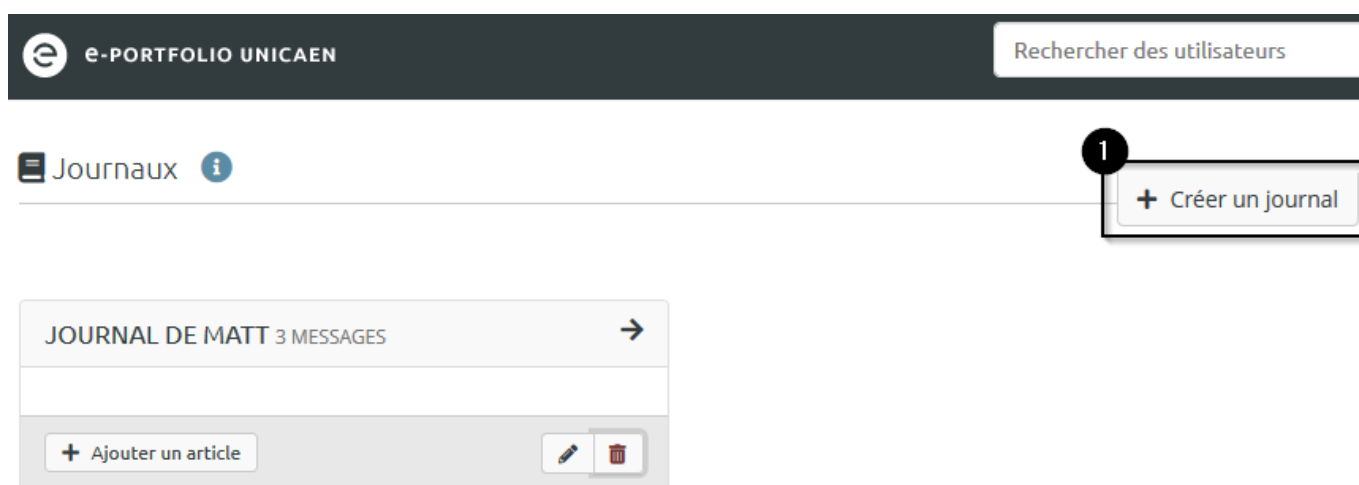 e-PORTFOLIO UNICAEN
Rechercher des utilisateurs
Journaux
1
+ Créer un journal
JOURNAL DE MATT 3 MESSAGES
+ Ajouter un article